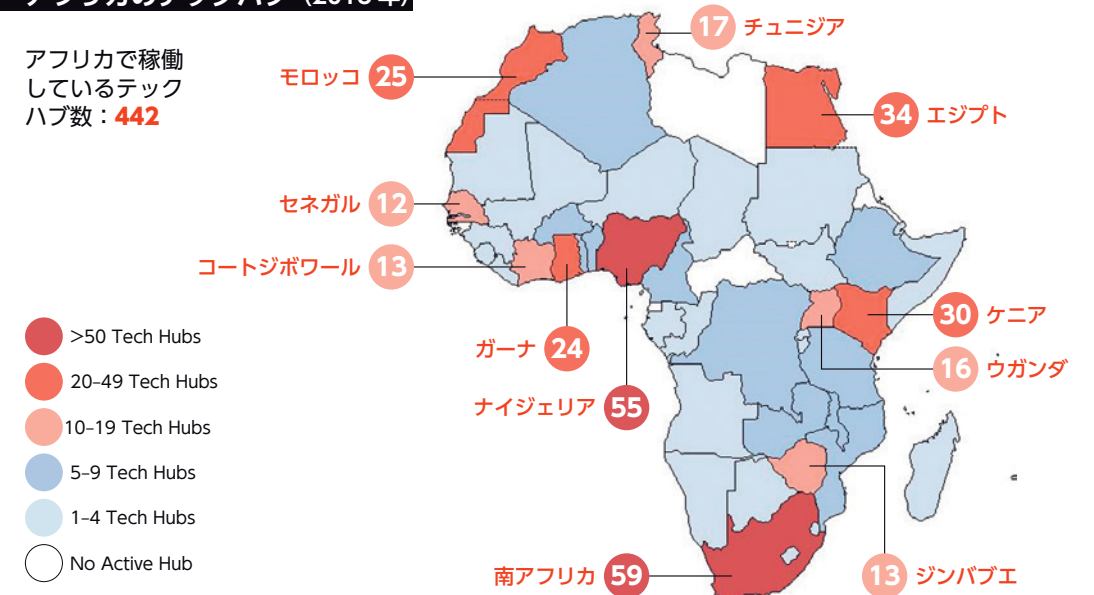 アフリカで稼働
しているテック
ハブ数：442
17 チュニジア
モロッコ 25
34 エジプト
セネガル 12
コートジボワール 13
30 ケニア
ガーナ 24
16 ウガンダ
ナイジェリア 55
南アフリカ 59
13 ジンバブエ
>50 Tech Hubs
20–49 Tech Hubs
10–19 Tech Hubs
5–9 Tech Hubs
1–4 Tech Hubs
No Active Hub